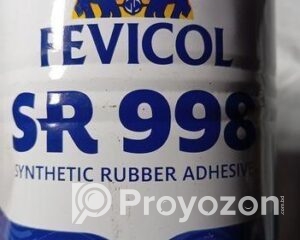 FEVICOL
SR 998
SYNTHETIC RUBBER ADHESIVE
Proyozon